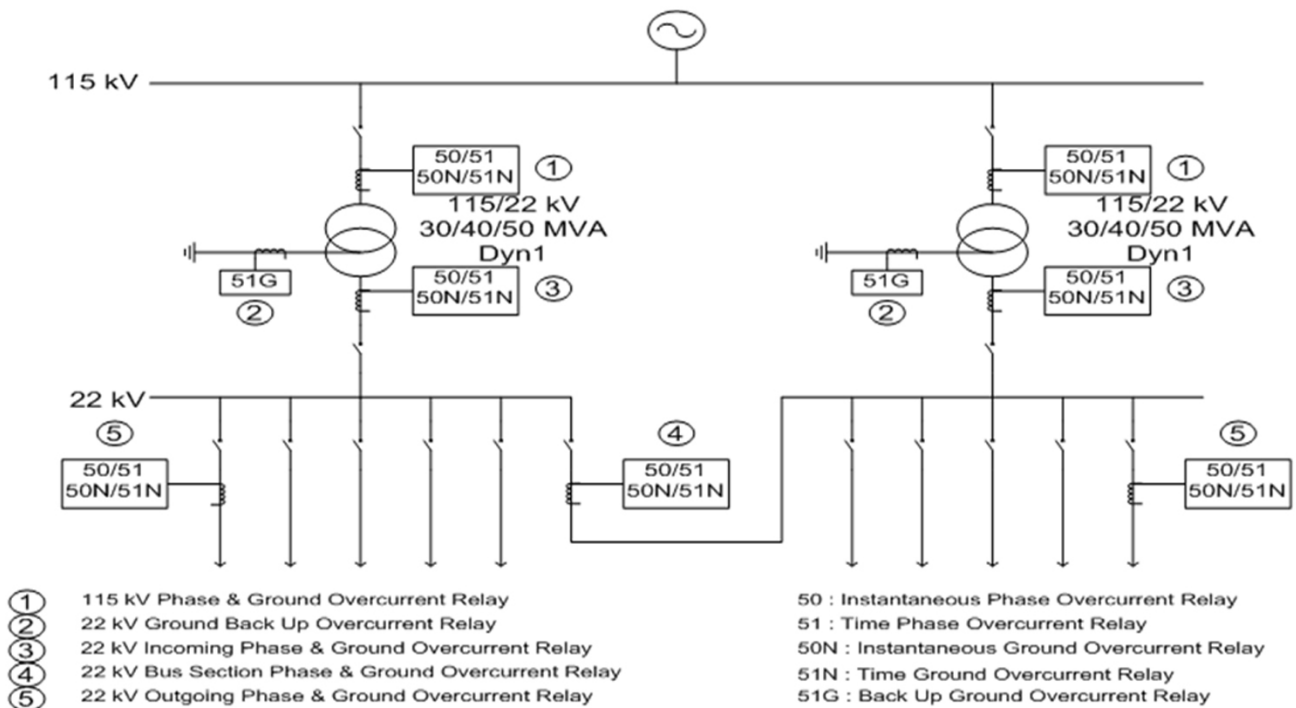 115 kV
50/51
50N/51N
1
115/22 kV
30/40/50 MVA
Dyn1
51G
2
50/51
50N/51N
3
50/51
50N/51N
1
115/22 kV
30/40/50 MVA
Dyn1
51G
2
50/51
50N/51N
3
22 kV
5
50/51
50N/51N
4
50/51
50N/51N
5
50/51
50N/51N
1 115 kV Phase & Ground Overcurrent Relay
2 22 kV Ground Back Up Overcurrent Relay
3 22 kV Incoming Phase & Ground Overcurrent Relay
4 22 kV Bus Section Phase & Ground Overcurrent Relay
5 22 kV Outgoing Phase & Ground Overcurrent Relay
50 : Instantaneous Phase Overcurrent Relay
51 : Time Phase Overcurrent Relay
50N : Instantaneous Ground Overcurrent Relay
51N : Time Ground Overcurrent Relay
51G : Back Up Ground Overcurrent Relay